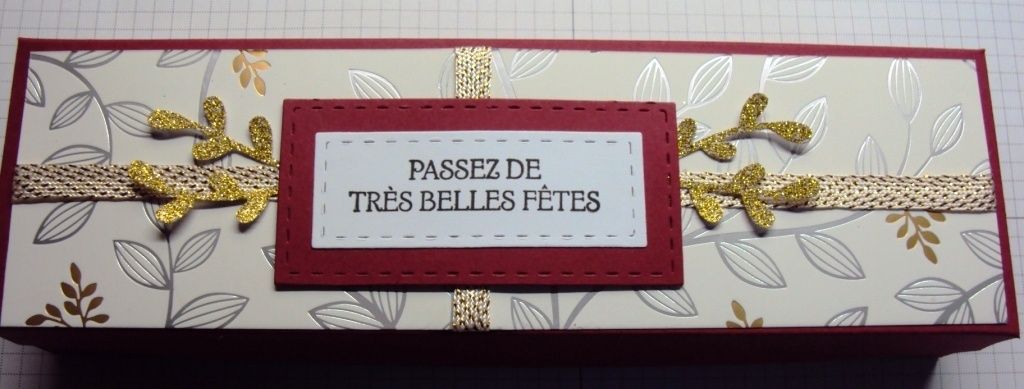 PASSEZ DE
TRÈS BELLES FÊTES